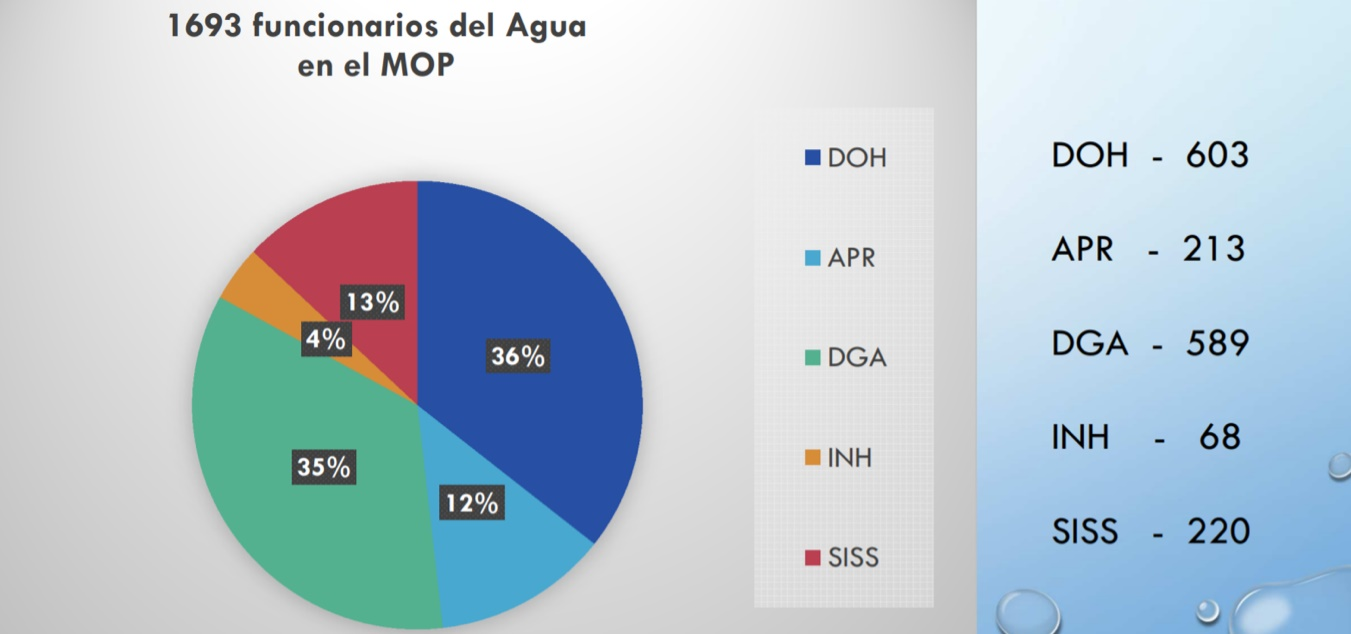 1693 funcionarios del Agua
en el MOP
13%
4%
36%
35%
12%
DOH
APR
DGA
INH
SISS
DOH - 603
APR - 213
DGA - 589
INH - 68
SISS - 220